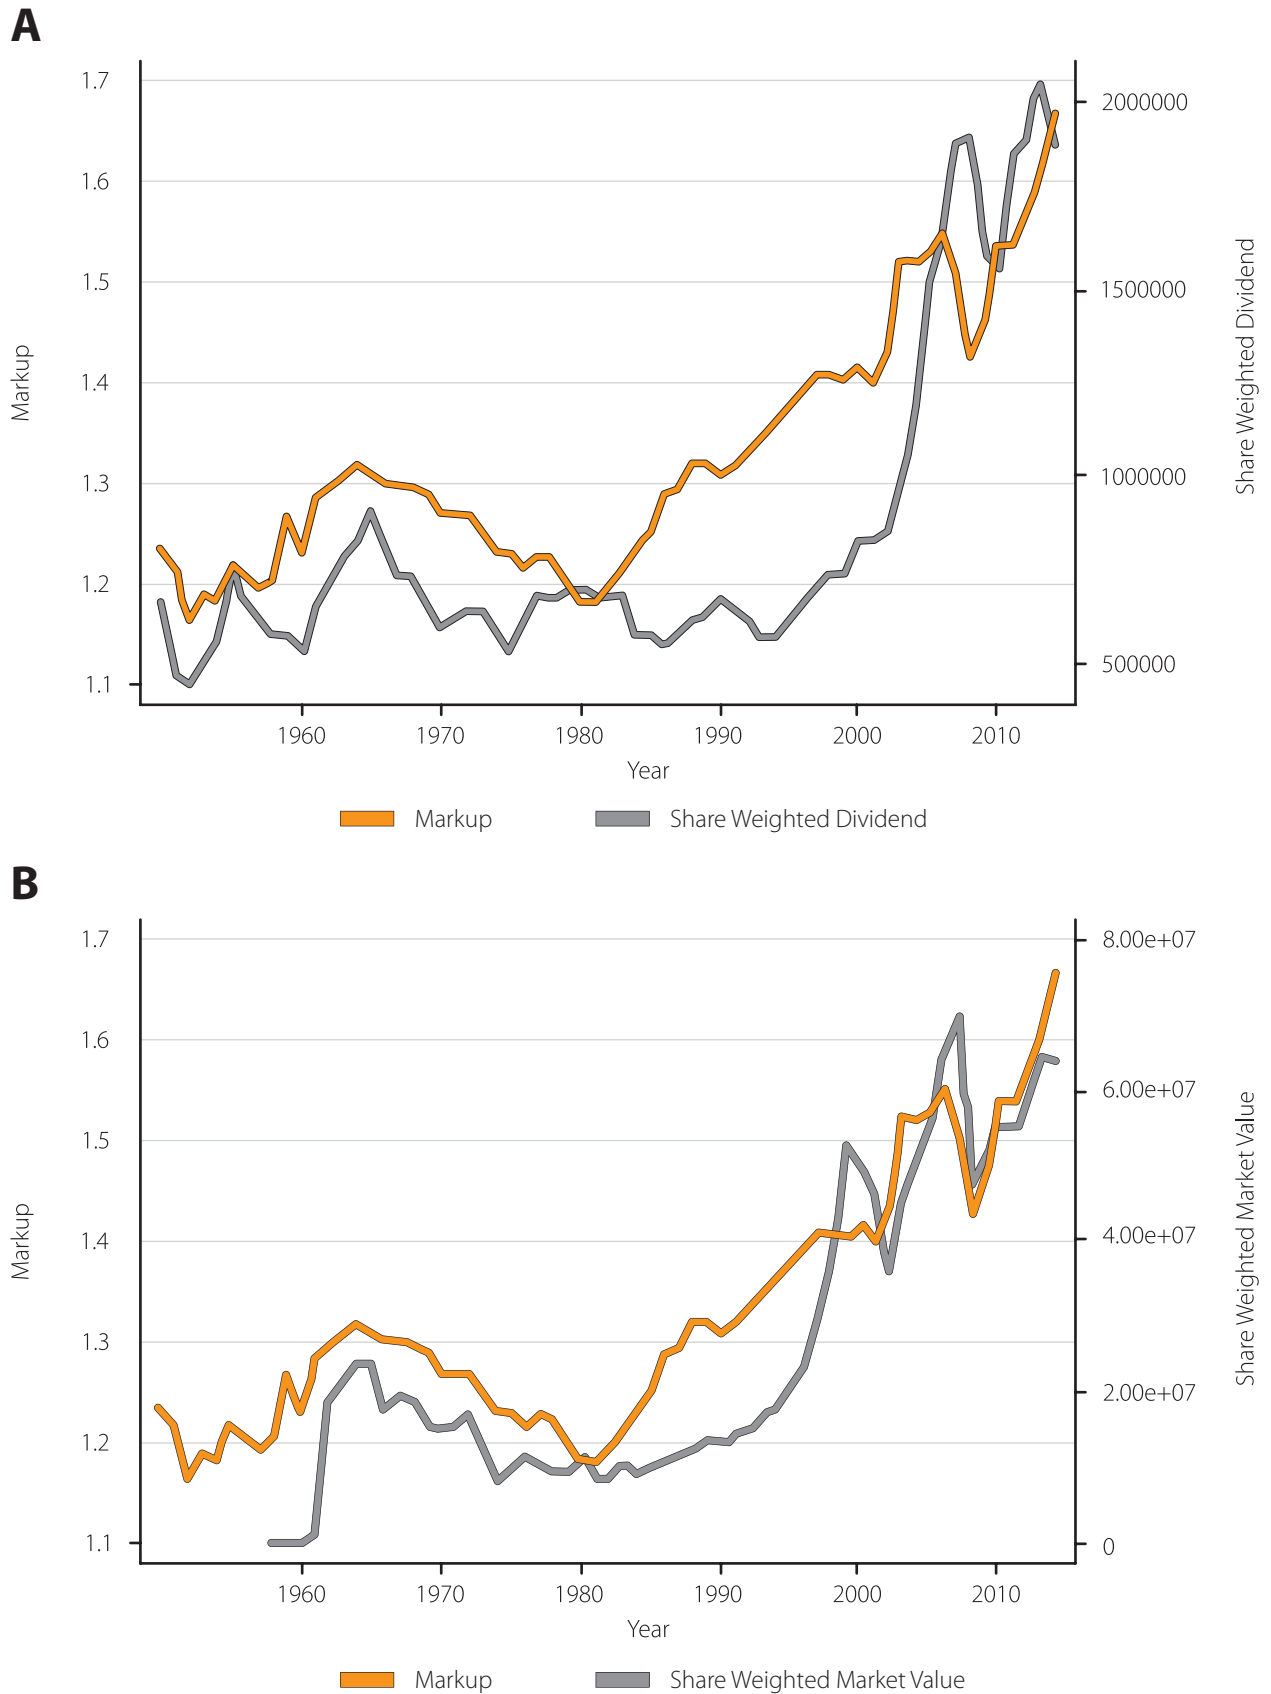 A
1.7
1.6
1.5
1.4
1.3
1.2
1.1
Markup
2000000
1500000
1000000
500000
Share Weighted Dividend
1960 1970 1980 1990 2000 2010
Year
Markup Share Weighted Dividend
B
1.7
1.6
1.5
1.4
1.3
1.2
1.1
Markup
8.00e+07
6.00e+07
4.00e+07
2.00e+07
0
Share Weighted Market Value
1960 1970 1980 1990 2000 2010
Year
Markup Share Weighted Market Value